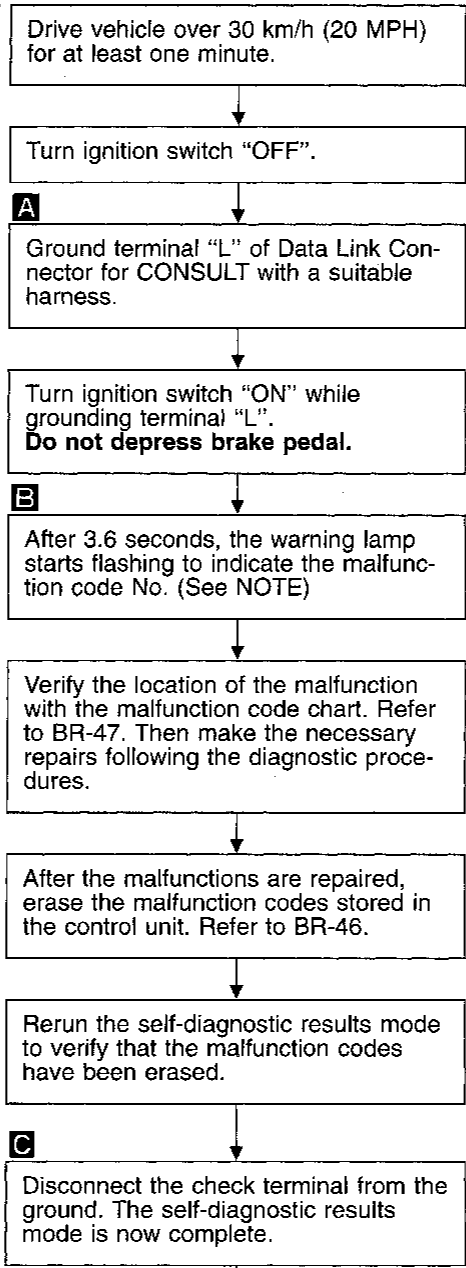 Drive vehicle over 30 km/h (20 MPH)
for at least one minute.
Turn ignition switch “OFF”.
A
Ground terminal “L” of Data Link Con-
nector for CONSULT with a suitable
harness.
Turn ignition switch “ON” while
grounding terminal “L”.
Do not depress brake pedal.
B
After 3.6 seconds, the warning lamp
starts flashing to indicate the malfunc-
tion code No. (See NOTE)
Verify the location of the malfunction
with the malfunction code chart. Refer
to BR-47. Then make the necessary
repairs following the diagnostic proce-
dures.
After the malfunctions are repaired,
erase the malfunction codes stored in
the control unit. Refer to BR-46.
Rerun the self-diagnostic results mode
to verify that the malfunction codes
have been erased.
C
Disconnect the check terminal from the
ground. The self-diagnostic results
mode is now complete.